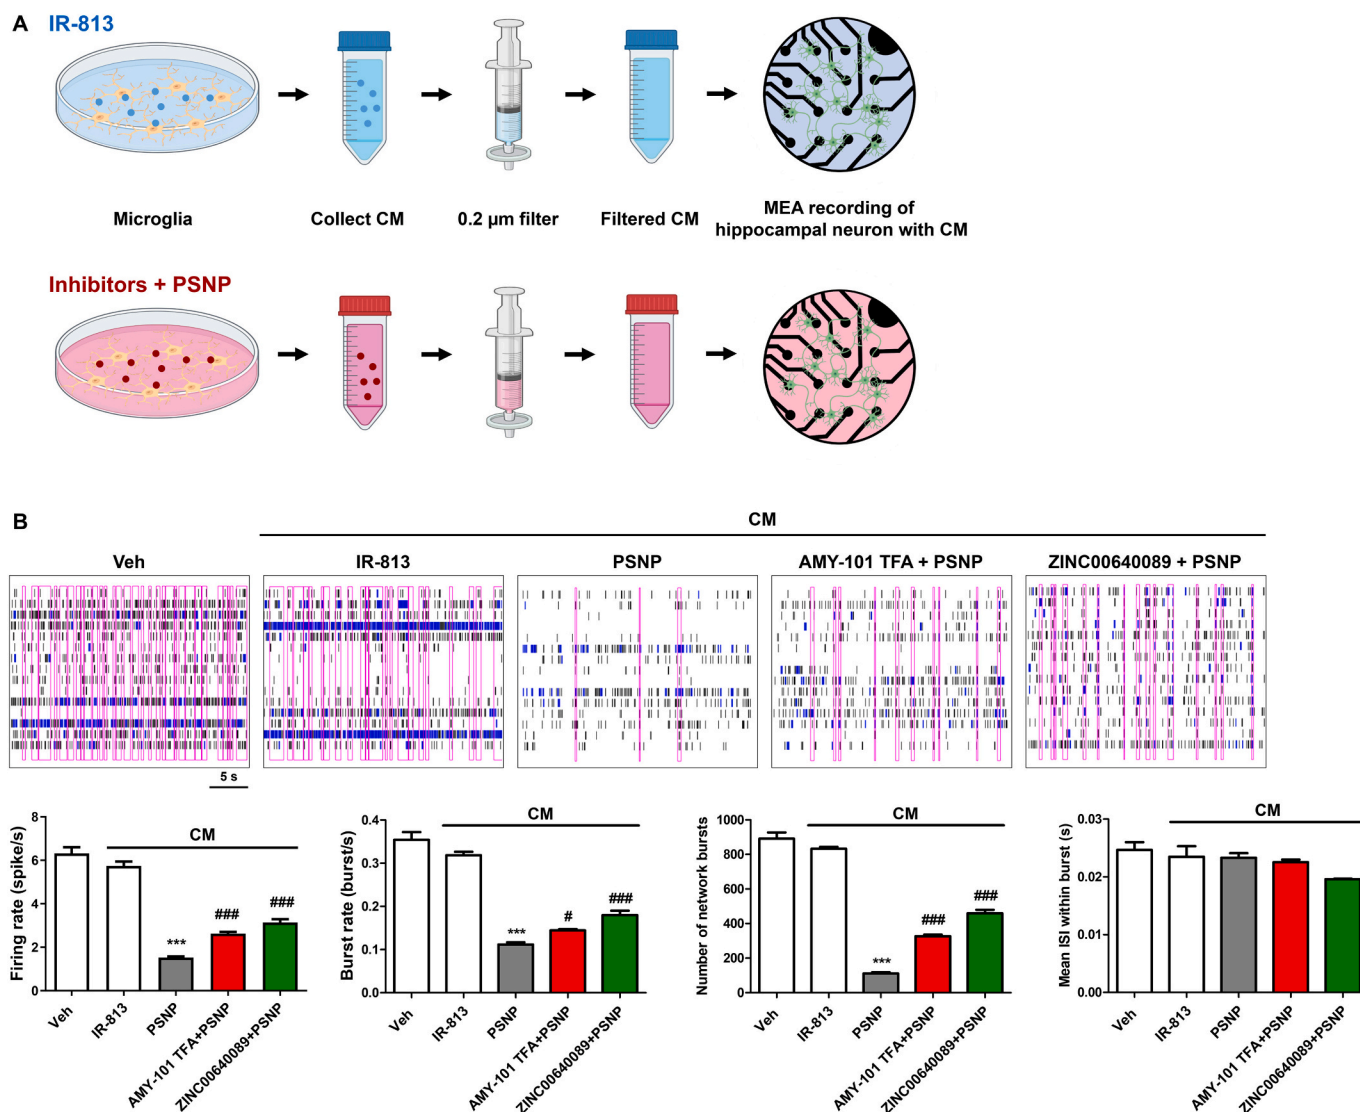 A
IR-813
Microglia
Collect CM
0.2 µm filter
Filtered CM
MEA recording of
hippocampal neuron with CM
Inhibitors + PSNP
B
CM
Veh
IR-813
PSNP
AMY-101 TFA + PSNP
ZINC00640089 + PSNP
5 s
Firing rate (spike/s)
8
6
4
2
0
CM
***
###
###
Veh
IR-813
PSNP
AMY-101 TFA+PSNP
ZINC00640089+PSNP
Burst rate (burst/s)
0.4
0.3
0.2
0.1
0.0
CM
***
#
###
Veh
IR-813
PSNP
AMY-101 TFA+PSNP
ZINC00640089+PSNP
Number of network bursts
1000
800
600
400
200
0
CM
***
###
###
Veh
IR-813
PSNP
AMY-101 TFA+PSNP
ZINC00640089+PSNP
Mean ISI within burst (s)
0.03
0.02
0.01
0.00
CM
Veh
IR-813
PSNP
AMY-101 TFA+PSNP
ZINC00640089+PSNP